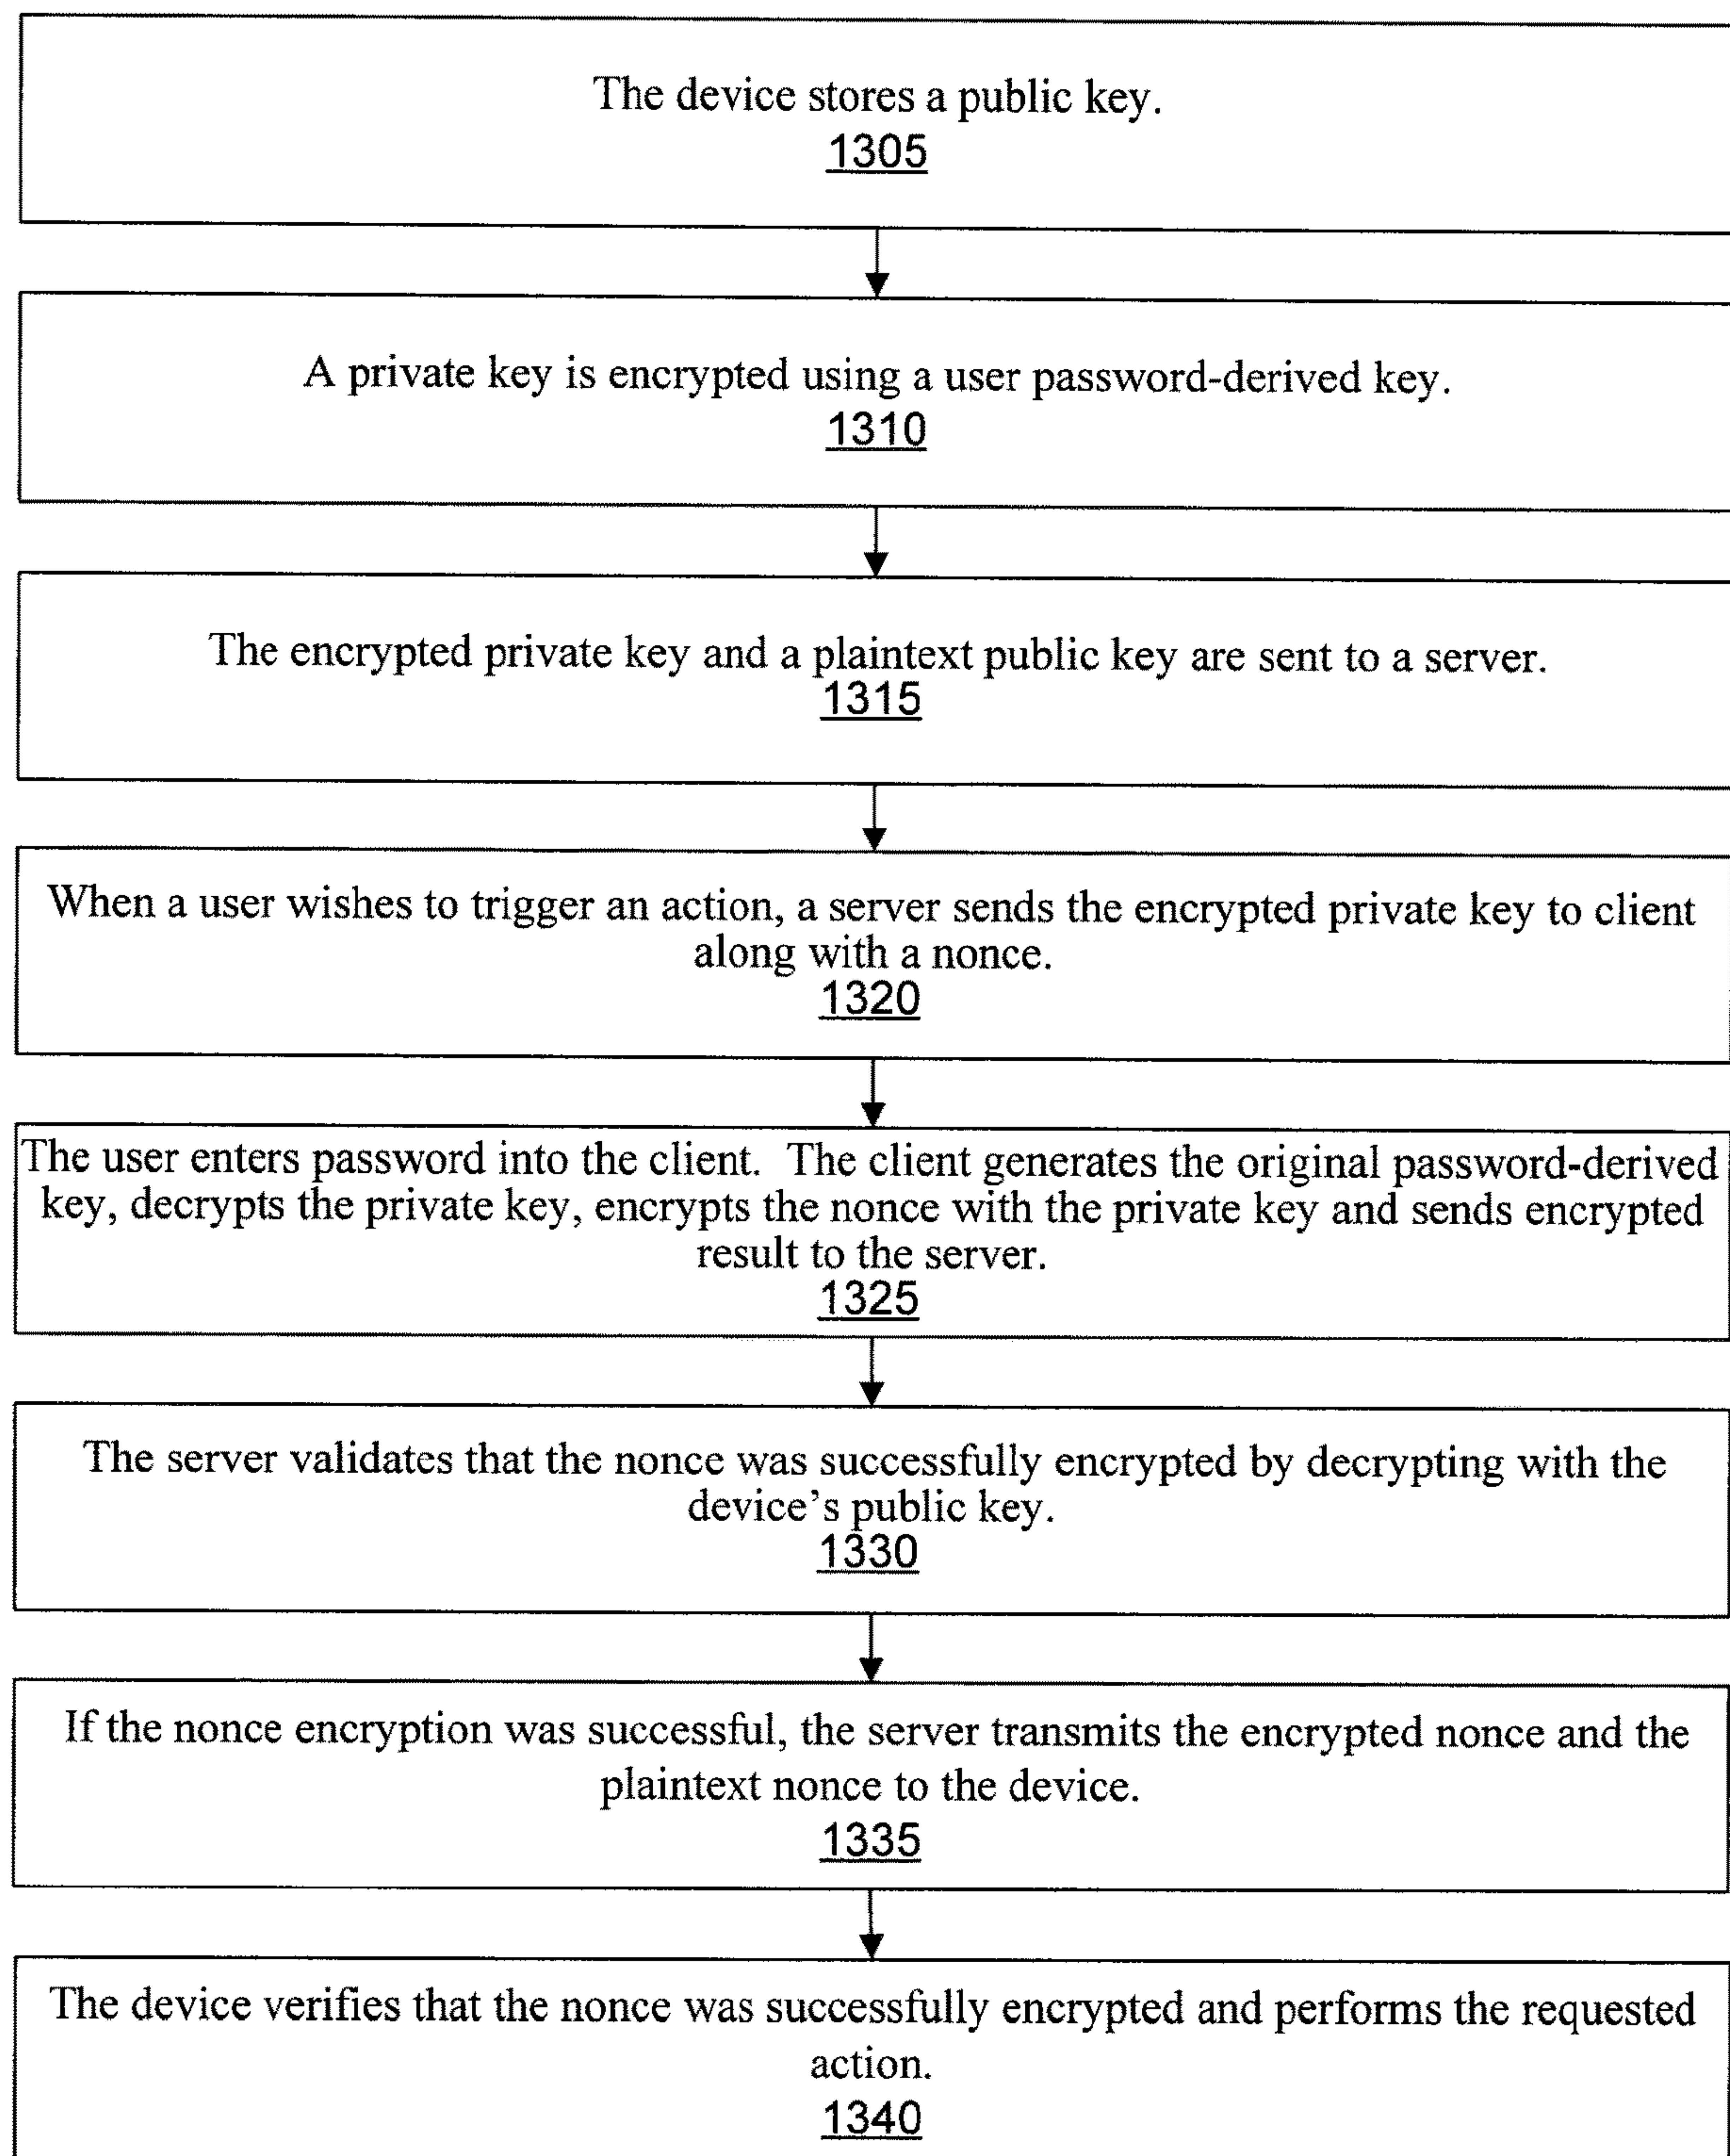 The device stores a public key.
1305
A private key is encrypted using a user password-derived key.
1310
The encrypted private key and a plaintext public key are sent to a server.
1315
When a user wishes to trigger an action, a server sends the encrypted private key to client
along with a nonce.
1320
The user enters password into the client.  The client generates the original password-derived
key, decrypts the private key, encrypts the nonce with the private key and sends encrypted
result to the server.
1325
The server validates that the nonce was successfully encrypted by decrypting with the
device’s public key.
1330
If the nonce encryption was successful, the server transmits the encrypted nonce and the
plaintext nonce to the device.
1335
The device verifies that the nonce was successfully encrypted and performs the requested
action.
1340